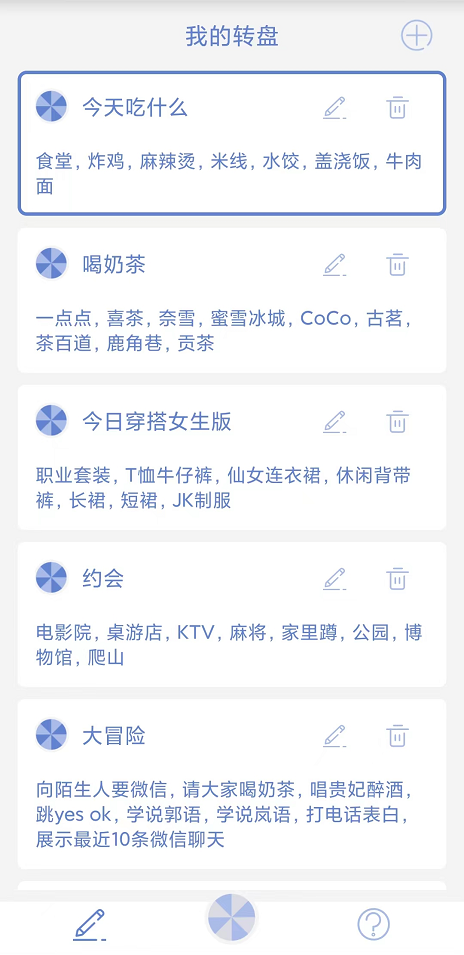 我的转盘
今天吃什么
食堂, 炸鸡, 麻辣烫, 米线, 水饺, 盖浇饭, 牛肉
面
喝奶茶
一点点, 喜茶, 奈雪, 蜜雪冰城, CoCo, 古茗,
茶百道, 鹿角巷, 贡茶
今日穿搭女生版
职业套装, T恤牛仔裤, 仙女连衣裙, 休闲背带
裤, 长裙, 短裙, JK制服
约会
电影院, 桌游店, KTV, 麻将, 家里蹲, 公园, 博
物馆, 爬山
大冒险
向陌生人要微信, 请大家喝奶茶, 唱贵妃醉酒,
跳yes ok, 学说郭语, 学说岚语, 打电话表白,
展示最近10条微信聊天